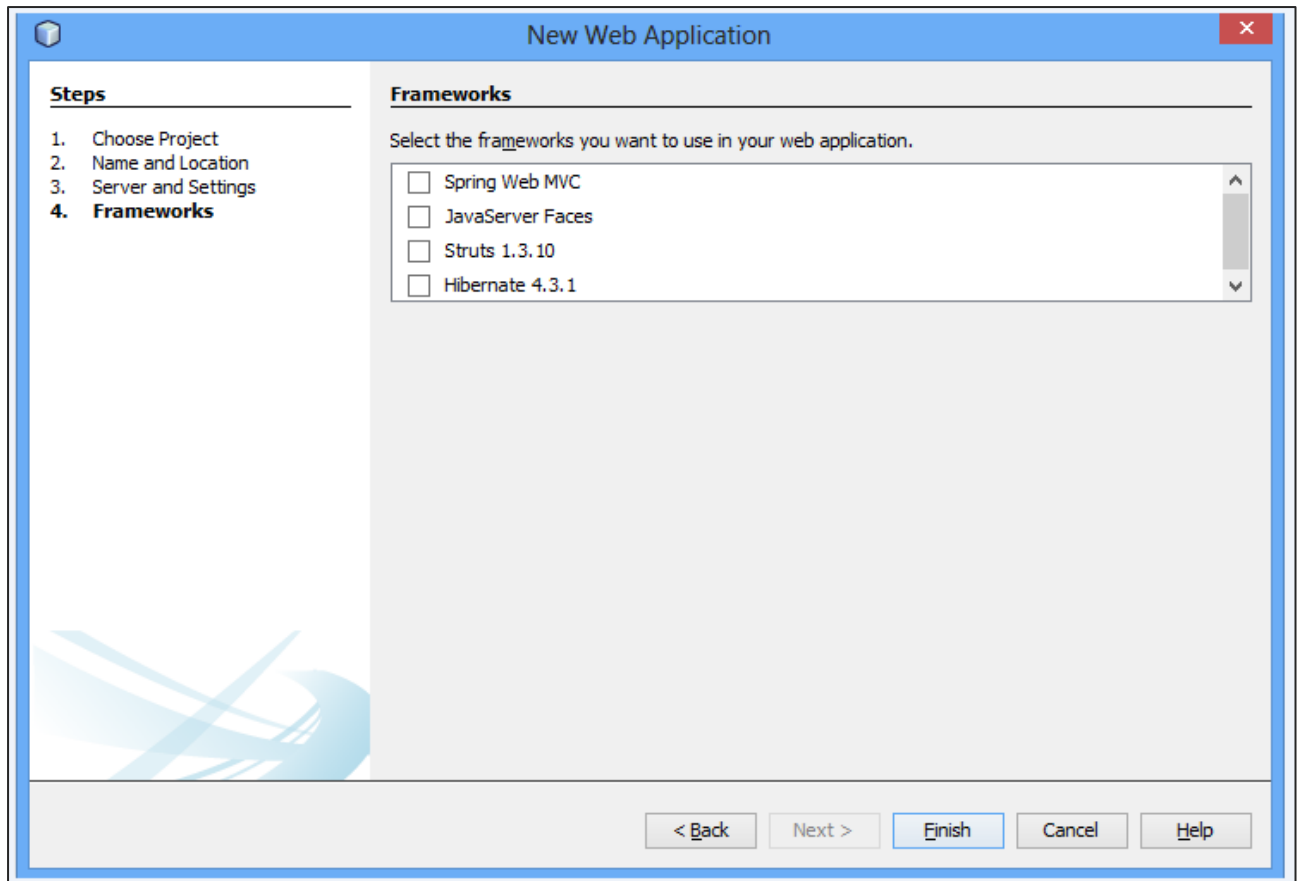 New Web Application
Steps
1. Choose Project
2. Name and Location
3. Server and Settings
4. Frameworks
Frameworks
Select the frameworks you want to use in your web application.
Spring Web MVC
JavaServer Faces
Struts 1.3.10
Hibernate 4.3.1
< Back Next > Finish Cancel Help